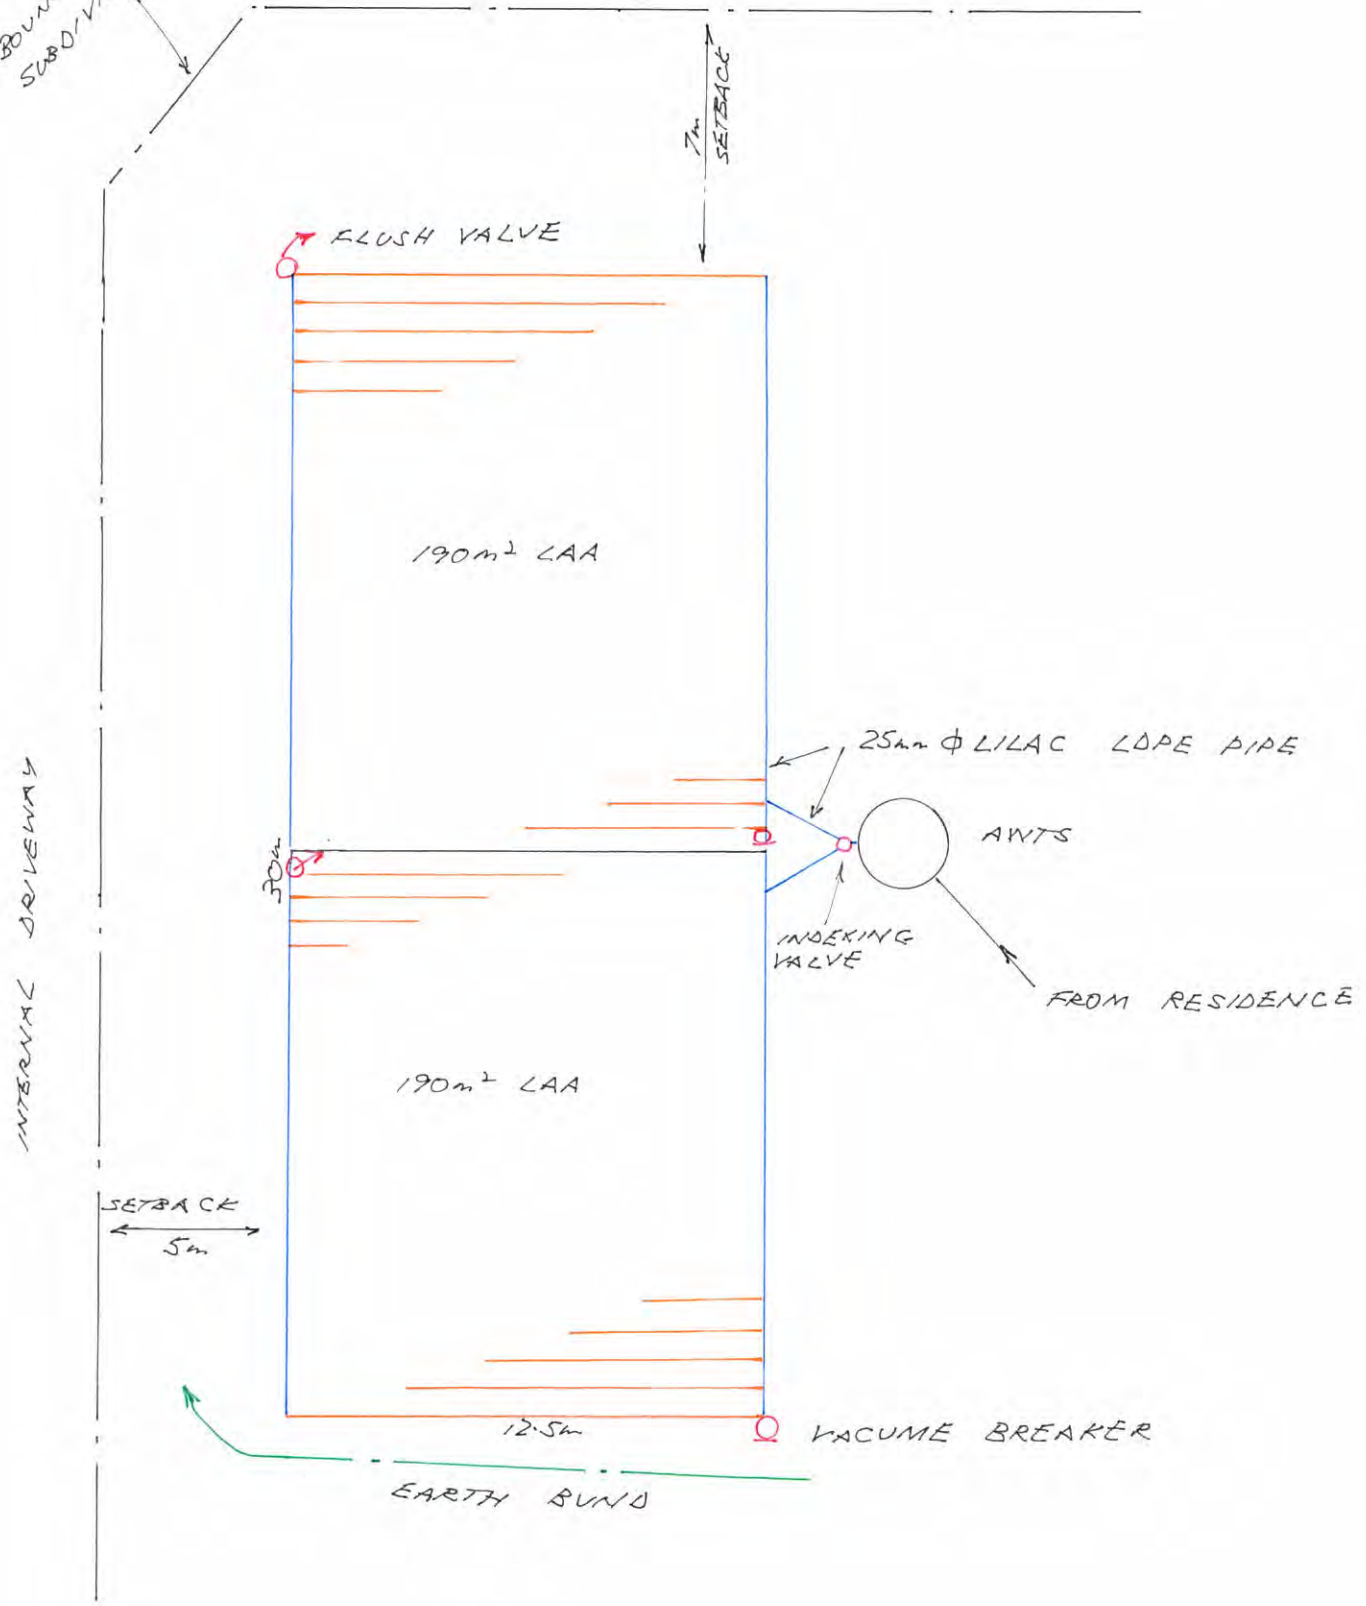 7m
SETBACK
FLUSH VALVE
190m² LAA
25mm ϕ LILAC LDPE PIPE
AWTS
30m
INDEXING
VALVE
FROM RESIDENCE
INTERNAL DRIVEWAY
190m² LAA
SETBACK
5m
12.5m
VACUME BREAKER
EARTH BUND